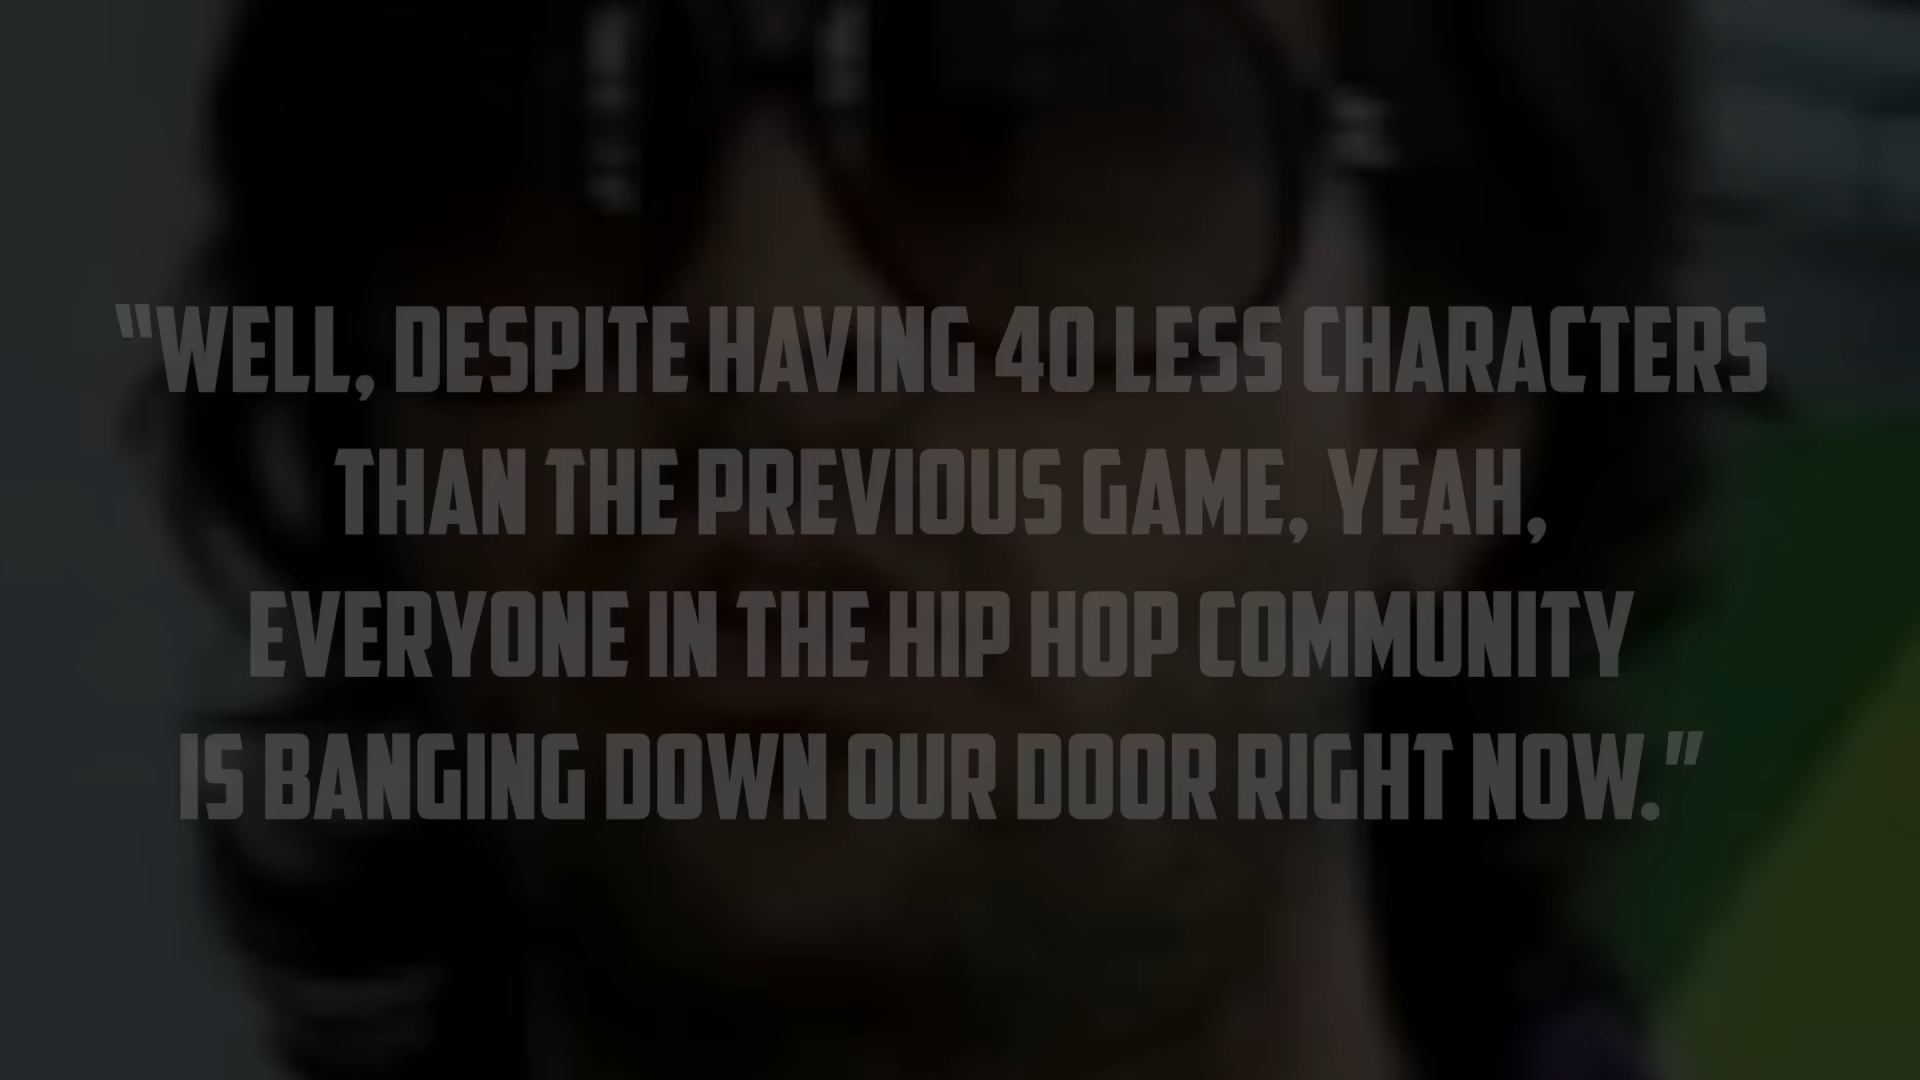 “WELL, DESPITE HAVING 40 LESS CHARACTERS
THAN THE PREVIOUS GAME, YEAH,
EVERYONE IN THE HIP HOP COMMUNITY
IS BANGING DOWN OUR DOOR RIGHT NOW.”